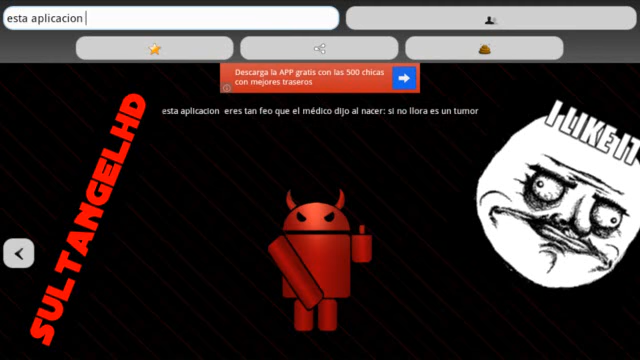 esta aplicacion
Descarga la APP gratis con las 500 chicas
con mejores traseros
esta aplicacion eres tan feo que el médico dijo al nacer: si no llora es un tumor
I LIKE IT
SULTANGELHD